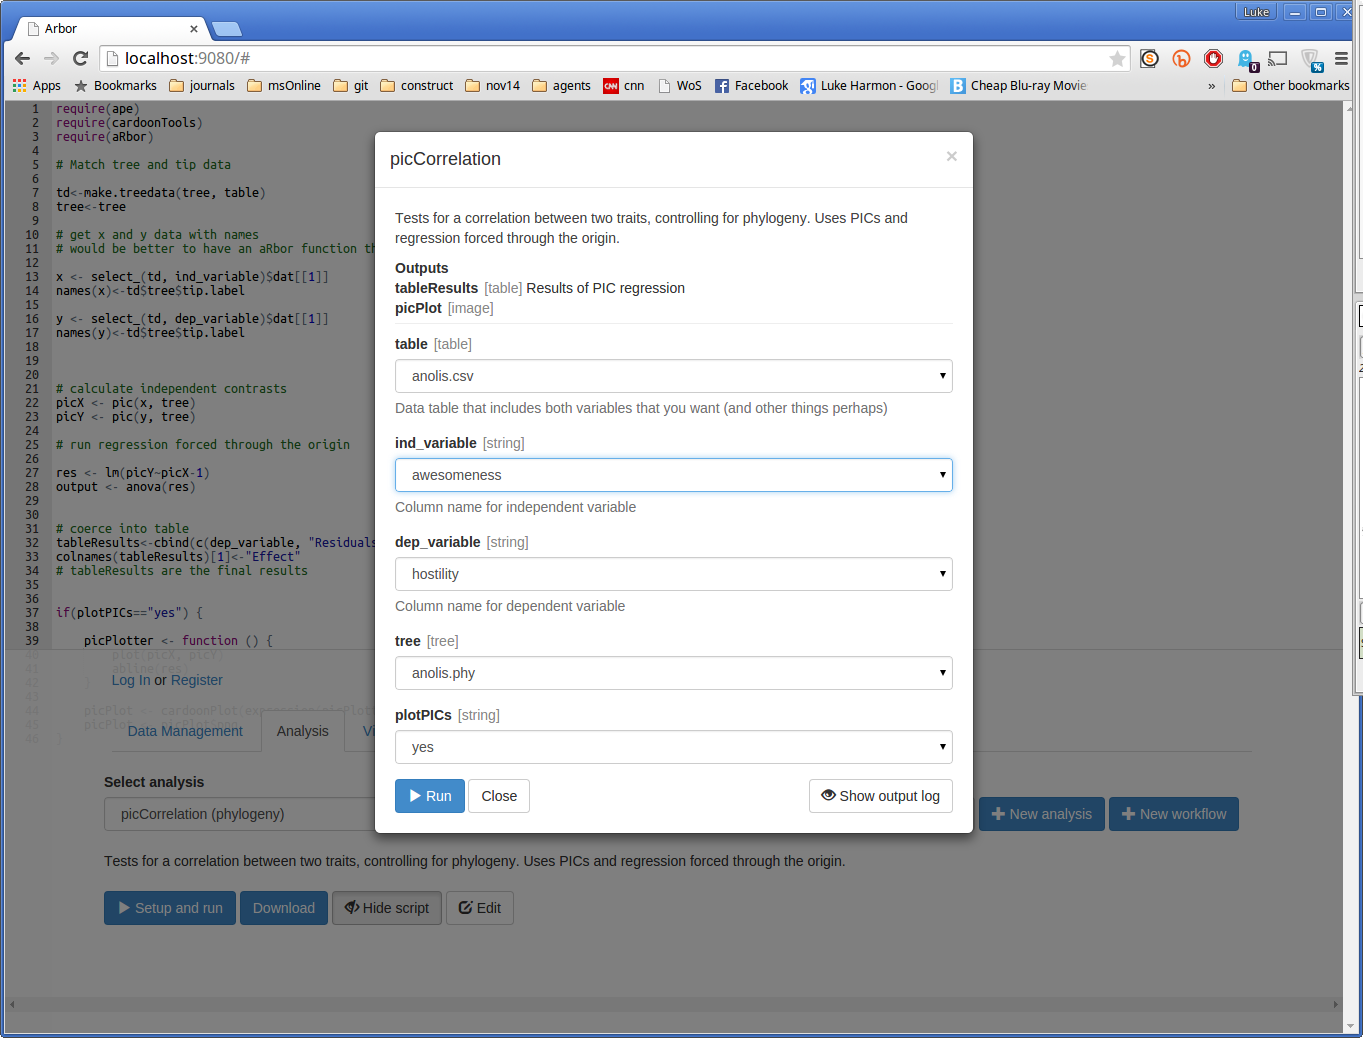 Luke
Arbor
localhost:9080/#
Apps Bookmarks journals msOnline git construct nov14 agents CNN cnn WoS Facebook Luke Harmon - Goog Cheap Blu-ray Movie » Other bookmarks
1 require(ape)
2 require(cardoonTools)
3 require(aRbor)
4
5 # Match tree and tip data
6
7 td<-make.treedata(tree, table)
8 tree<-tree
9
10 # get x and y data with names
11 # would be better to have an aRbor function th
12
13 x <- select_(td, ind_variable)$dat[[1]]
14 names(x)<-td$tree$tip.label
15
16 y <- select_(td, dep_variable)$dat[[1]]
17 names(y)<-td$tree$tip.label
18
19
20
21 # calculate independent contrasts
22 picX <- pic(x, tree)
23 picY <- pic(y, tree)
24
25 # run regression forced through the origin
26
27 res <- lm(picY~picX-1)
28 output <- anova(res)
29
30
31 # coerce into table
32 tableResults<-cbind(c(dep_variable, "Residuals
33 colnames(tableResults)[1]<-"Effect"
34 # tableResults are the final results
35
36
37 if(plotPICs=="yes") {
38
39 picPlotter <- function () {
40 plot(picX, picY)
41 abline(res)
42 }
43
44 picPlot <- cardoonPlot(expression(picPlott
45
46 }
picCorrelation ×
Tests for a correlation between two traits, controlling for phylogeny. Uses PICs and
regression forced through the origin.
Outputs
tableResults [table] Results of PIC regression
picPlot [image]
table [table]
anolis.csv
Data table that includes both variables that you want (and other things perhaps)
ind_variable [string]
awesomeness
Column name for independent variable
dep_variable [string]
hostility
Column name for dependent variable
tree [tree]
anolis.phy
plotPICs [string]
yes
Run Close Show output log
Log In or Register
Data Management Analysis Vi
Select analysis
picCorrelation (phylogeny)
New analysis New workflow
Tests for a correlation between two traits, controlling for phylogeny. Uses PICs and regression forced through the origin.
Setup and run Download Hide script Edit